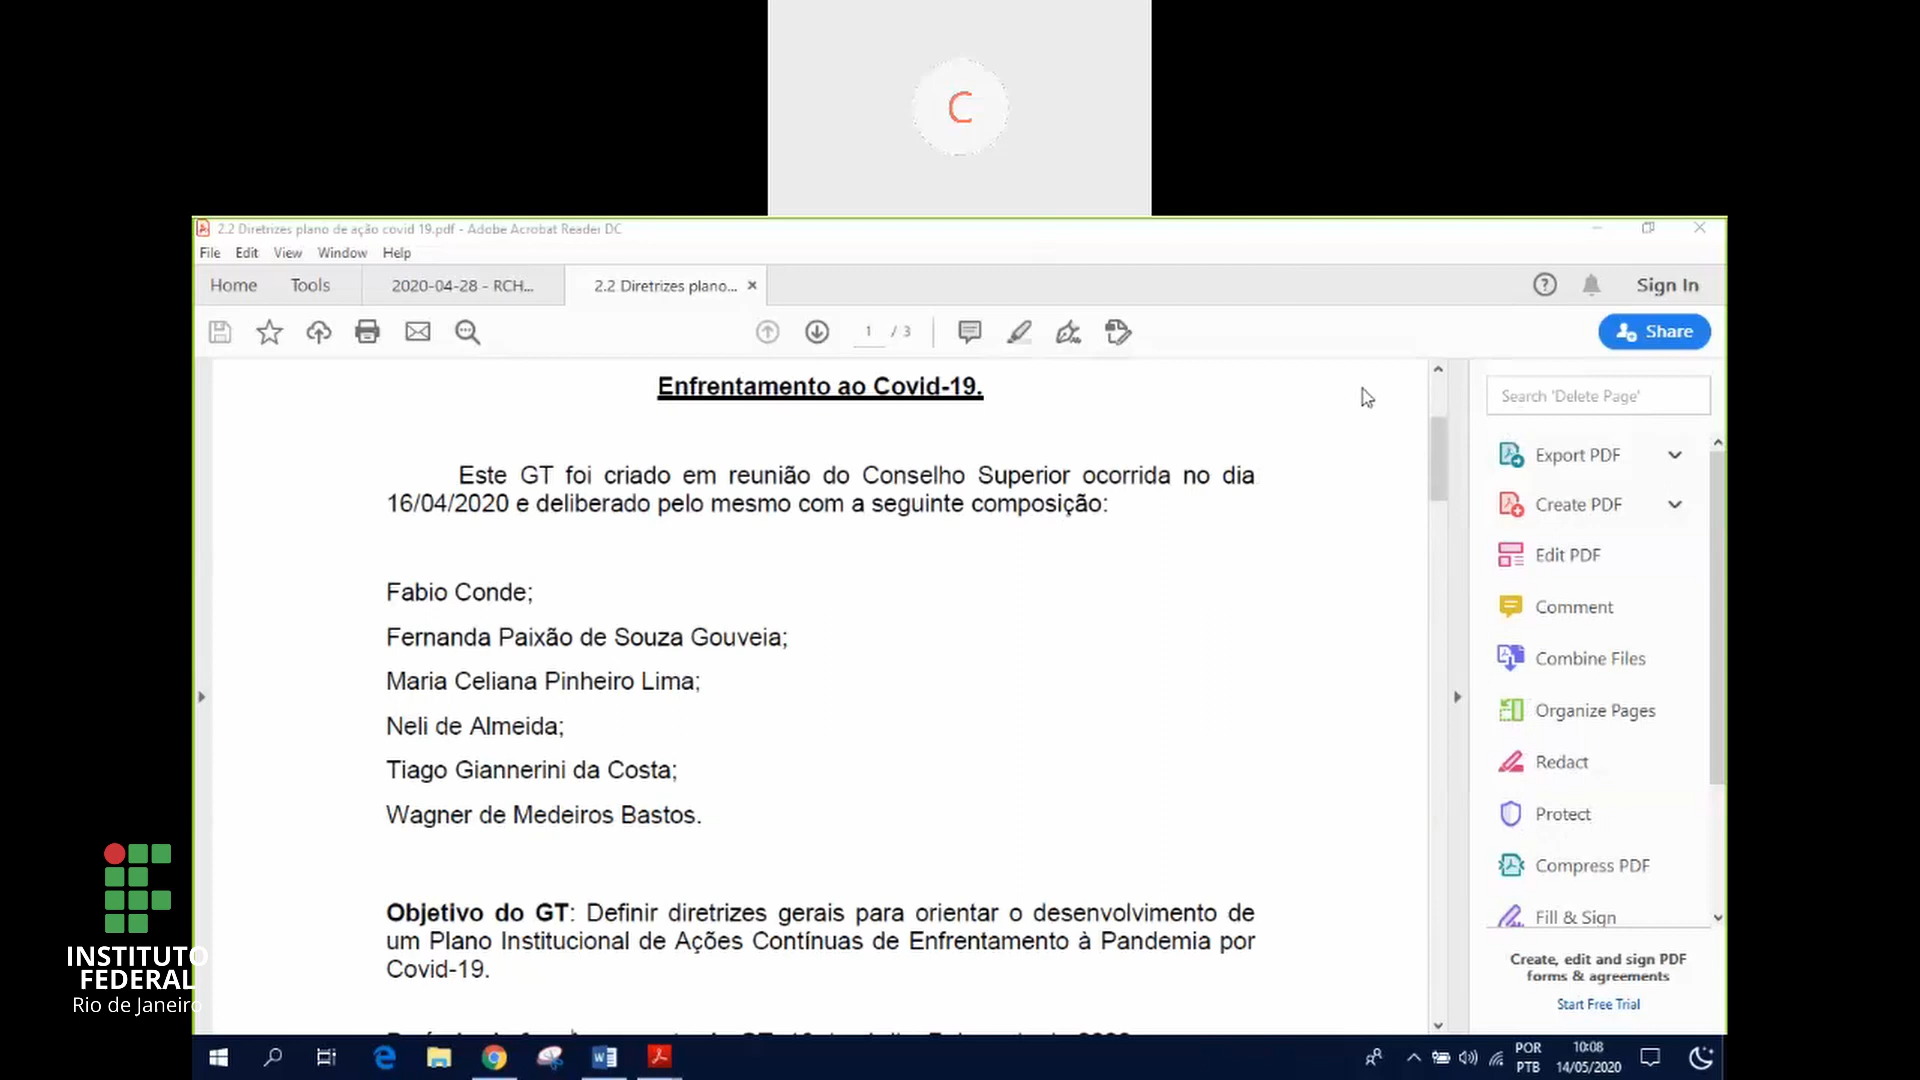 C
2.2 Diretrizes plano de ação covid 19.pdf - Adobe Acrobat Reader DC
File Edit View Window Help
Home Tools 2020-04-28 - RCH... 2.2 Diretrizes plano... ×
Sign In
1 / 3
Share
Enfrentamento ao Covid-19.
Este GT foi criado em reunião do Conselho Superior ocorrida no dia
16/04/2020 e deliberado pelo mesmo com a seguinte composição:
Fabio Conde;
Fernanda Paixão de Souza Gouveia;
Maria Celiana Pinheiro Lima;
Neli de Almeida;
Tiago Giannerini da Costa;
Wagner de Medeiros Bastos.
Objetivo do GT: Definir diretrizes gerais para orientar o desenvolvimento de
um Plano Institucional de Ações Contínuas de Enfrentamento à Pandemia por
Covid-19.
Search 'Delete Page'
Export PDF
Create PDF
Edit PDF
Comment
Combine Files
Organize Pages
Redact
Protect
Compress PDF
Fill & Sign
Create, edit and sign PDF
forms & agreements
Start Free Trial
INSTITUTO
FEDERAL
Rio de Janeiro
POR
PTB
10:08
14/05/2020